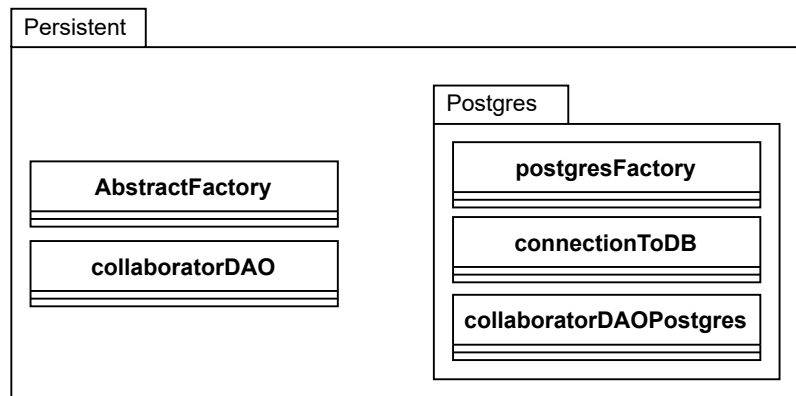 Persistent
Postgres
AbstractFactory
collaboratorDAO
postgresFactory
connectionToDB
collaboratorDAOPostgres